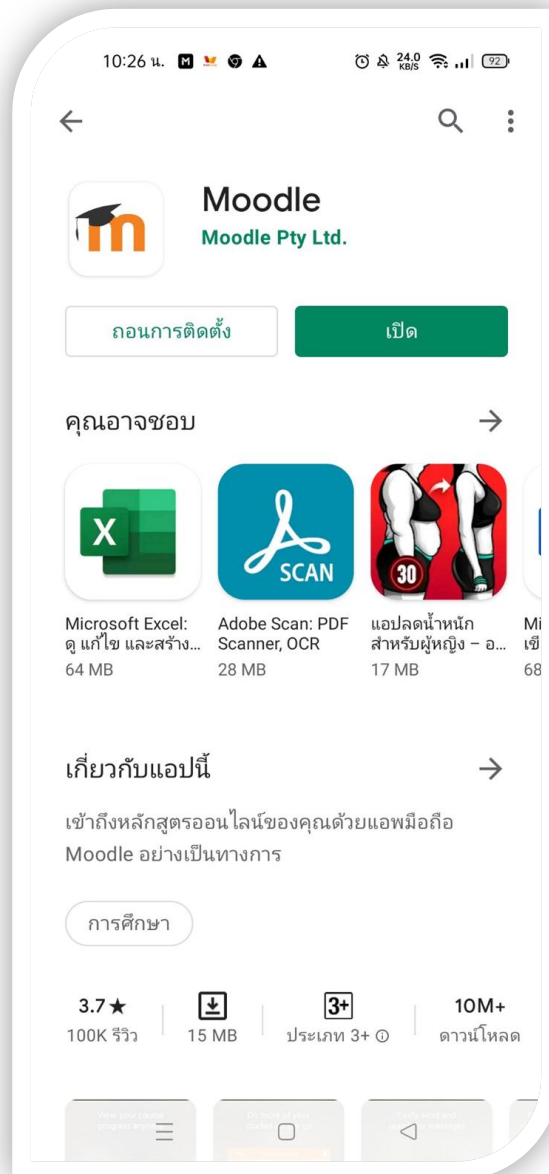 10:26 น.
24.0
KB/S
92
Moodle
Moodle Pty Ltd.
ถอนการติดตั้ง
เปิด
คุณอาจชอบ
X
SCAN
30
Microsoft Excel:
ดู แก้ไข และสร้าง...
64 MB
Adobe Scan: PDF
Scanner, OCR
28 MB
แอปลดน้ำหนัก
สำหรับผู้หญิง – อ...
17 MB
Mi
เขี
68
เกี่ยวกับแอปนี้
เข้าถึงหลักสูตรออนไลน์ของคุณด้วยแอพมือถือ
Moodle อย่างเป็นทางการ
การศึกษา
3.7★
100K รีวิว
15 MB
3+
ประเภท 3+
10M+
ดาวน์โหลด
View your course